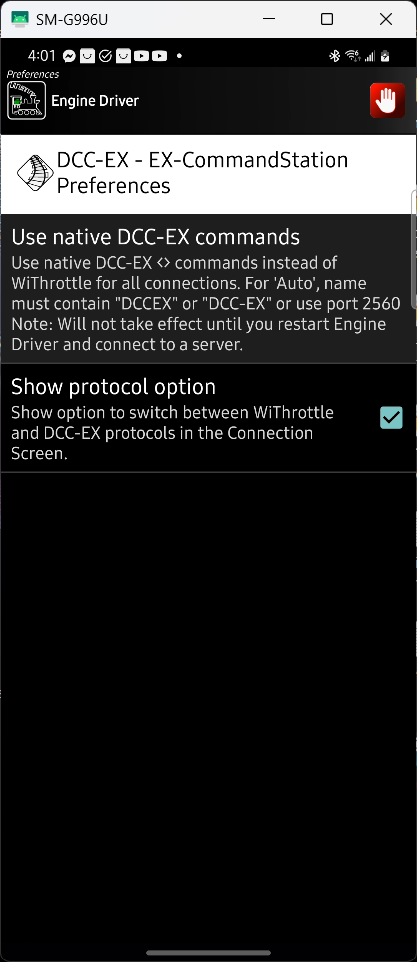 SM-G996U
4:01
Preferences
Engine Driver
DCC-EX - EX-CommandStation
Preferences
Use native DCC-EX commands
Use native DCC-EX <> commands instead of
WiThrottle for all connections. For 'Auto', name
must contain "DCCEX" or "DCC-EX" or use port 2560
Note: Will not take effect until you restart Engine
Driver and connect to a server.
Show protocol option
Show option to switch between WiThrottle
and DCC-EX protocols in the Connection
Screen.